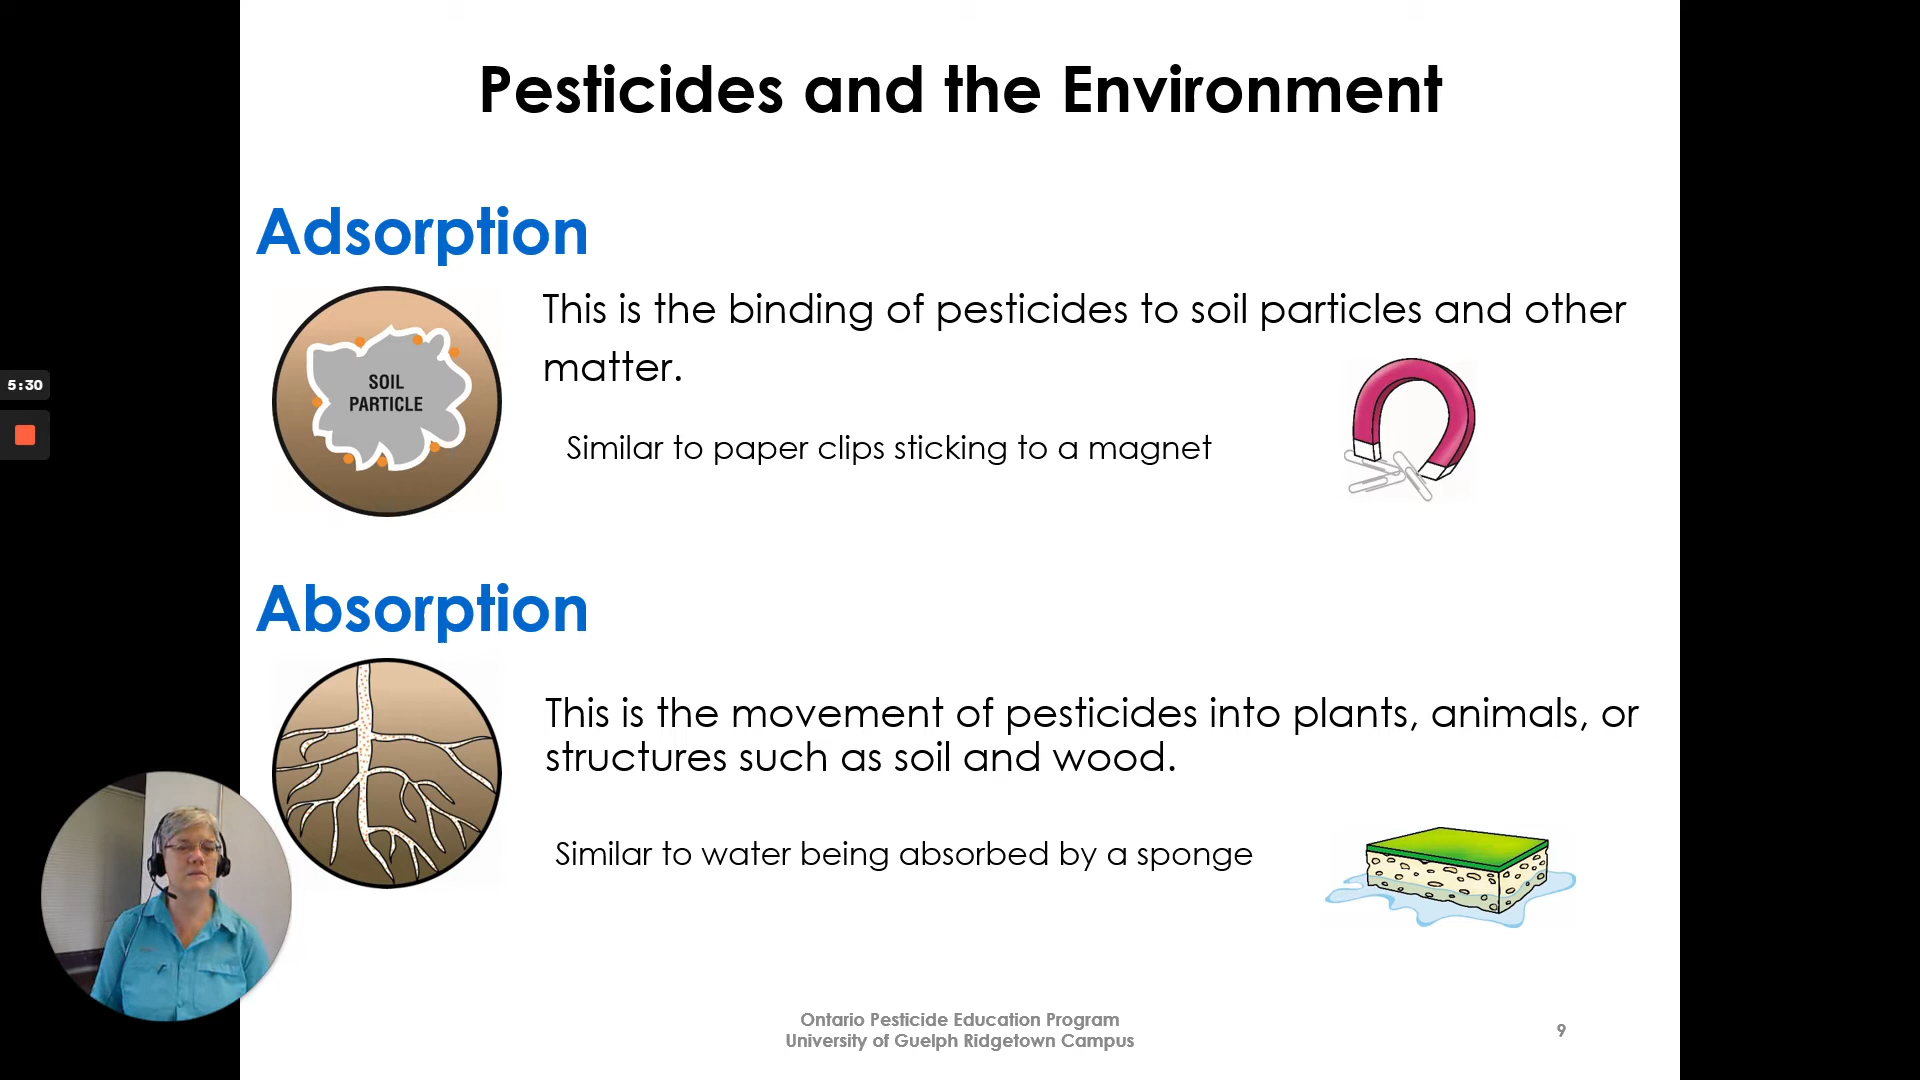 Pesticides and the Environment
Adsorption
SOIL
PARTICLE
This is the binding of pesticides to soil particles and other
matter.
Similar to paper clips sticking to a magnet
5:30
Absorption
This is the movement of pesticides into plants, animals, or
structures such as soil and wood.
Similar to water being absorbed by a sponge
Ontario Pesticide Education Program
University of Guelph Ridgetown Campus
9